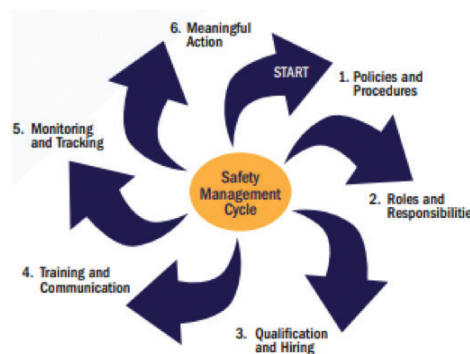 START
1. Policies and
Procedures
2. Roles and
Responsibilitie
3. Qualification
and Hiring
4. Training and
Communication
5. Monitoring
and Tracking
6. Meaningful
Action
Safety
Management
Cycle